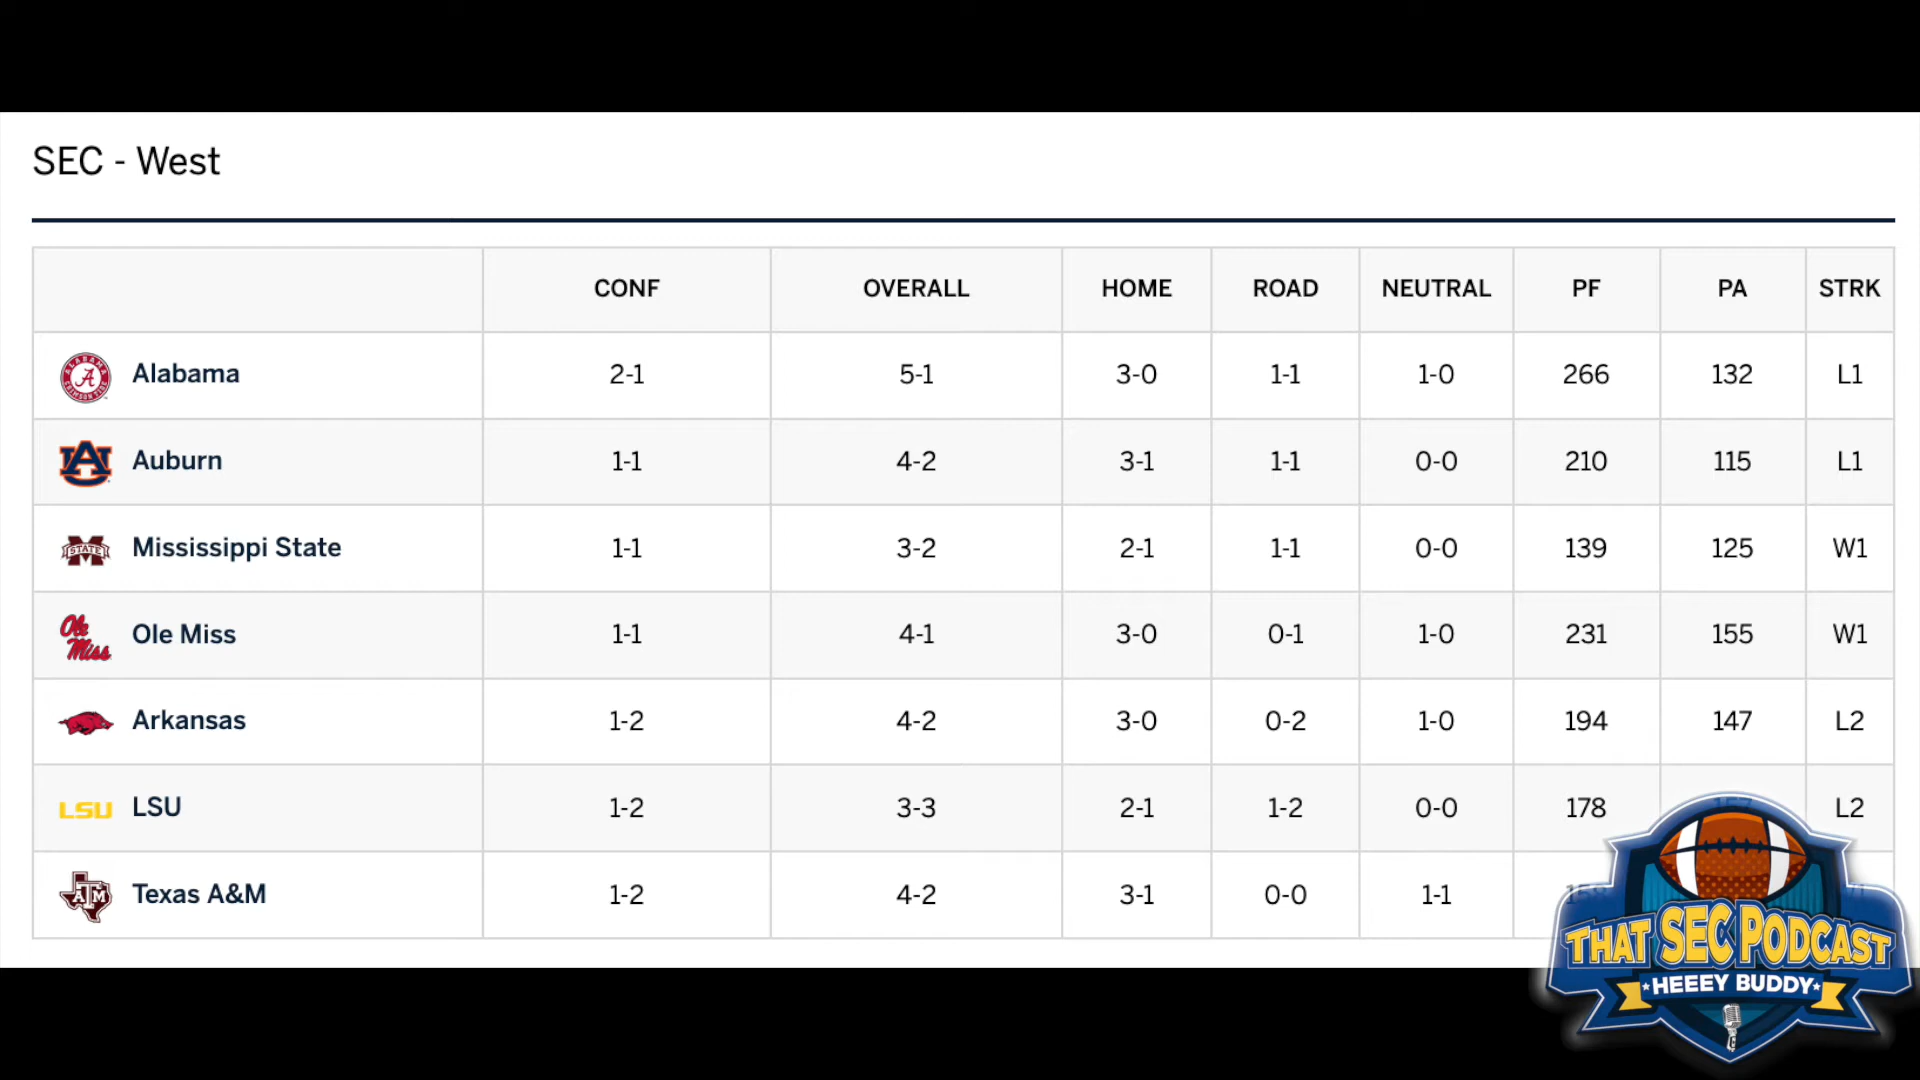 SEC - West
CONF OVERALL HOME ROAD NEUTRAL PF PA STRK
Alabama 2-1 5-1 3-0 1-1 1-0 266 132 L1
Auburn 1-1 4-2 3-1 1-1 0-0 210 115 L1
STATE Mississippi State 1-1 3-2 2-1 1-1 0-0 139 125 W1
Ole Miss Ole Miss 1-1 4-1 3-0 0-1 1-0 231 155 W1
Arkansas 1-2 4-2 3-0 0-2 1-0 194 147 L2
LSU LSU 1-2 3-3 2-1 1-2 0-0 178 L2
ATM Texas A&M 1-2 4-2 3-1 0-0 1-1
THAT SEC PODCAST
HEEEY BUDDY